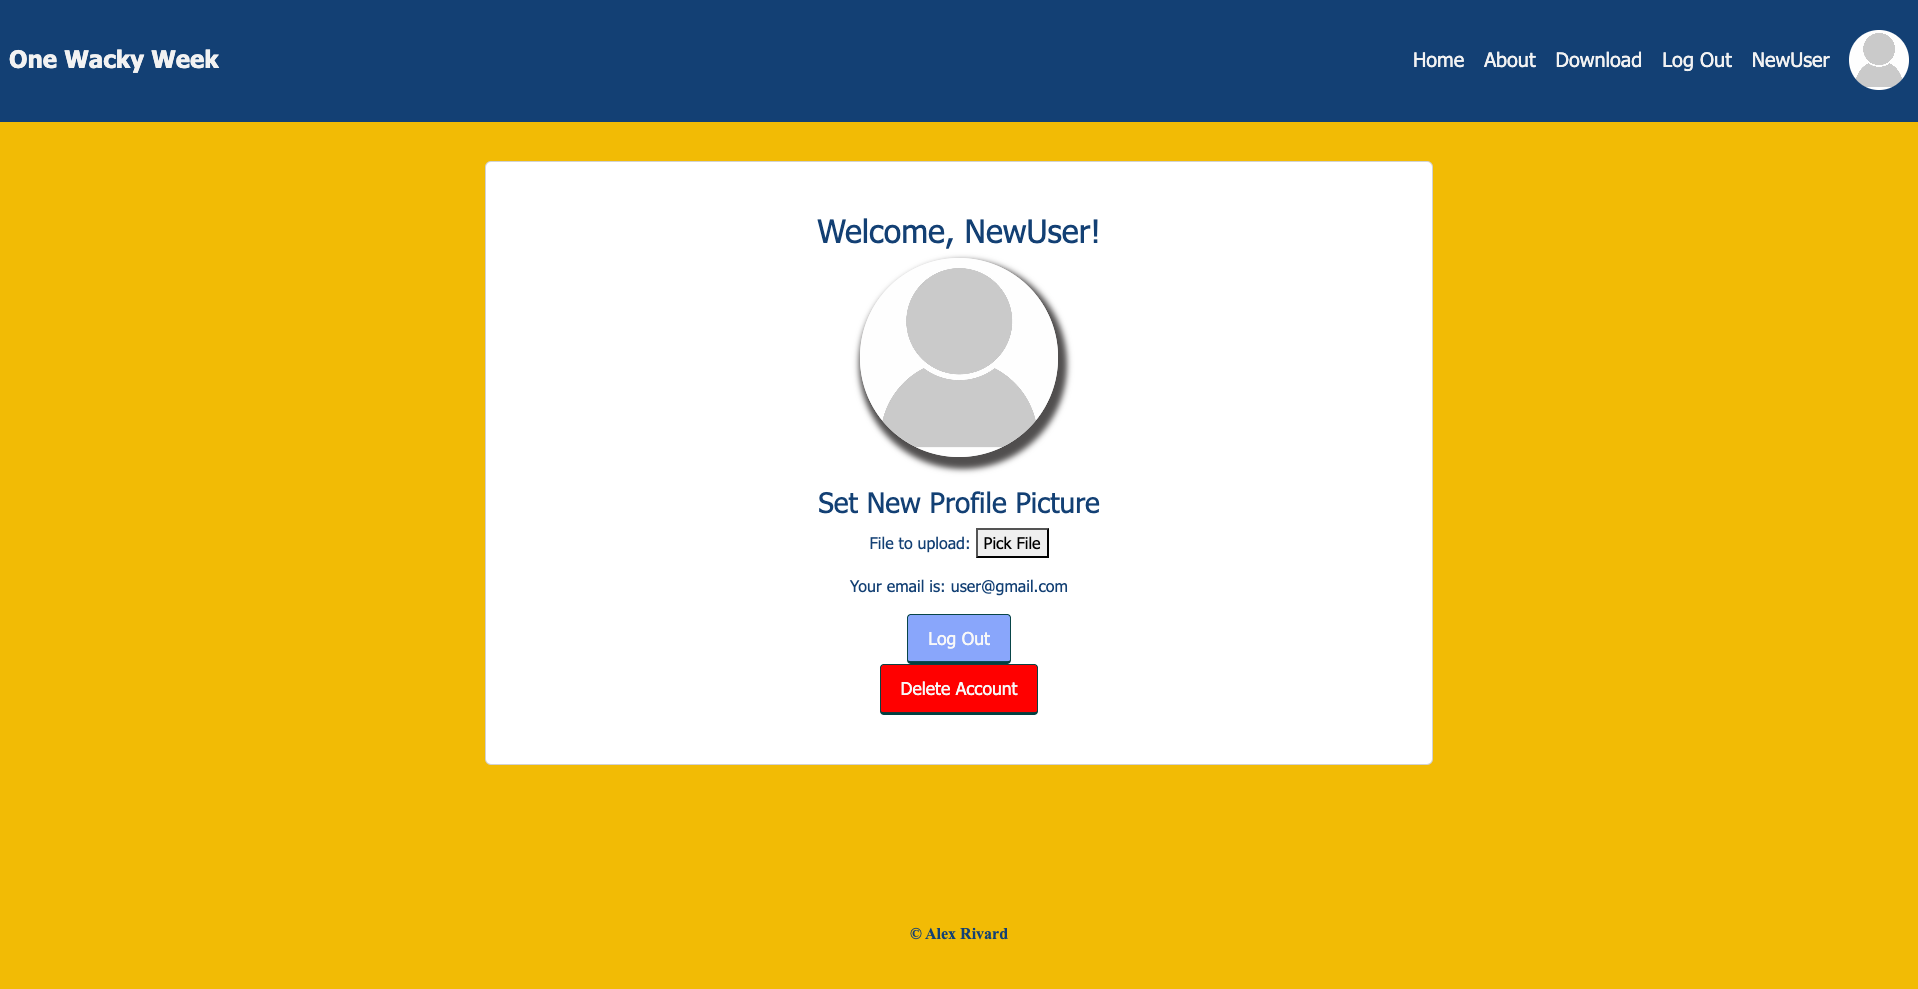 One Wacky Week
Home About Download Log Out NewUser
Welcome, NewUser!
Set New Profile Picture
File to upload: Pick File
Your email is: user@gmail.com
Log Out
Delete Account
© Alex Rivard